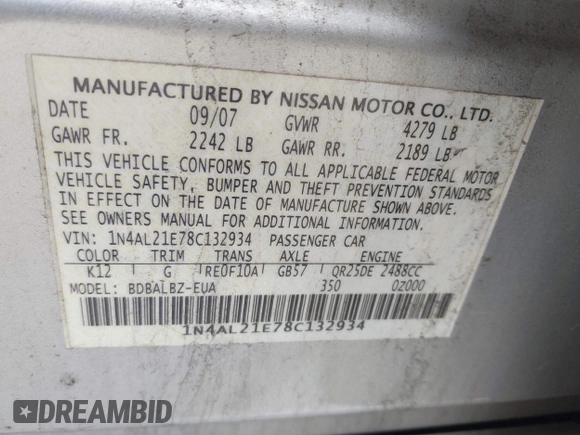 MANUFACTURED BY NISSAN MOTOR CO., LTD.
DATE 09/07 GVWR 4279 LB
GAWR FR. 2242 LB GAWR RR. 2189 LB
THIS VEHICLE CONFORMS TO ALL APPLICABLE FEDERAL MOTOR
VEHICLE SAFETY, BUMPER AND THEFT PREVENTION STANDARDS
IN EFFECT ON THE DATE OF MANUFACTURE SHOWN ABOVE.
SEE OWNERS MANUAL FOR ADDITIONAL INFORMATION.
VIN: 1N4AL21E78C132934 PASSENGER CAR
COLOR TRIM TRANS AXLE ENGINE
K12 G RE0F10A GB57 QR25DE 2488CC
MODEL: BDBALBZ-EUA 350 0Z000
1N4AL21E78C132934
DREAMBID